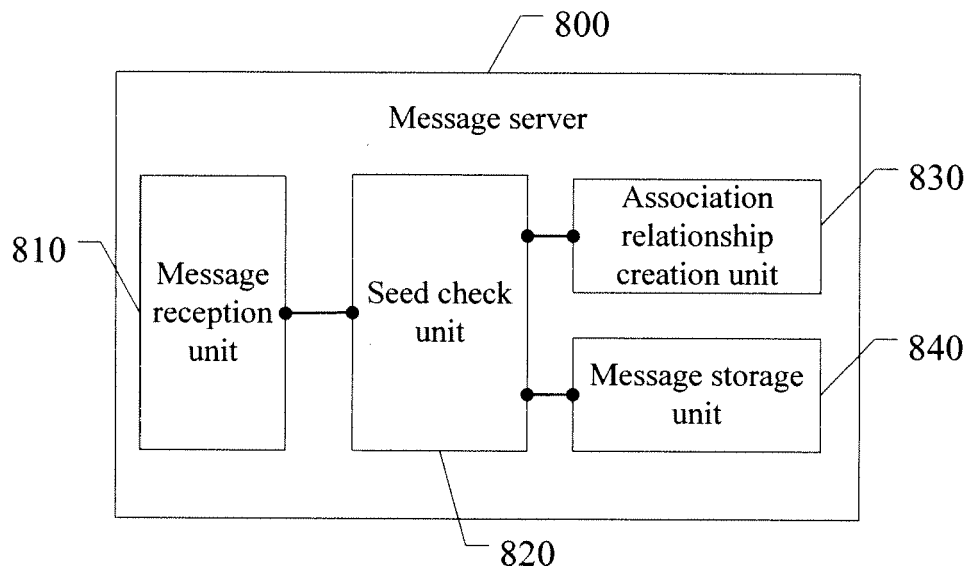 800
Message server
810
Message
reception
unit
Seed check
unit
820
Association
relationship
creation unit
830
Message storage
unit
840